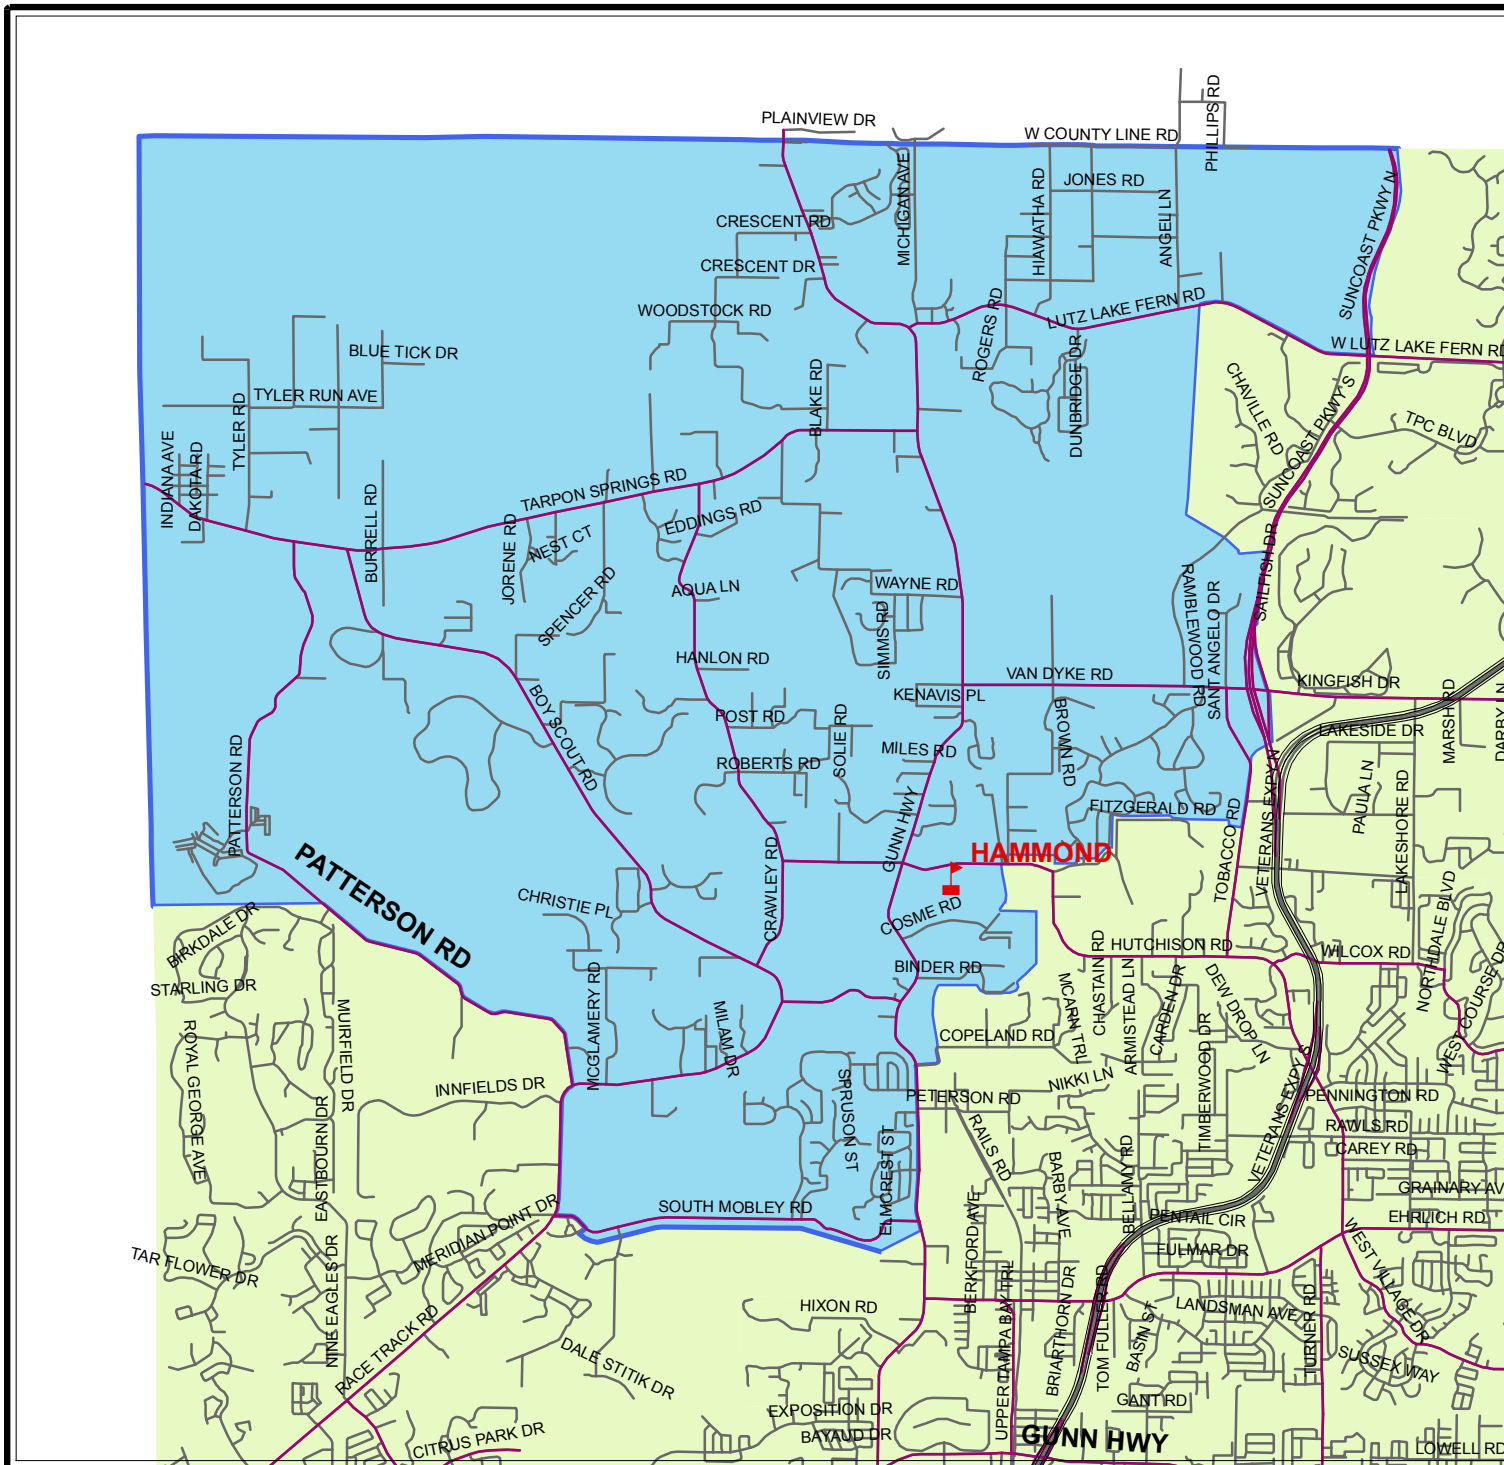 PLAINVIEW DR
W COUNTY LINE RD
PHILLIPS RD
MICHIGAN AVE
JONES RD
HIAWATHA RD
ANGEL LN
SUNCOAST PKWY N
CRESCENT RD
CRESCENT DR
WOODSTOCK RD
ROGERS RD
LUTZ LAKE FERN RD
W LUTZ LAKE FERN RD
BLUE TICK DR
TYLER RUN AVE
TYLER RD
BLAKE RD
DUNBRIDGE DR
CHAVILLE RD
SUNCOAST PKWY S
TPC BLVD
INDIANA AVE
DAKOTA RD
BURRELL RD
TARPON SPRINGS RD
JORENE RD
NEST CT
EDDINGS RD
SPENCER RD
AQUA LN
WAYNE RD
SIMMS RD
RAMBLEWOOD RD
SANT ANGELO DR
SAILFISH DR
HANLON RD
VAN DYKE RD
KINGFISH DR
KENAVIS PL
BOY SCOUT RD
POST RD
SOLIE RD
MILES RD
BROWN RD
LAKESIDE DR
MARSH RD
DARBY LN
PATTERSON RD
ROBERTS RD
GUNN HWY
FITZGERALD RD
TOBACCO RD
VETERANS EXPY N
PAULA LN
LAKESHORE RD
PATTERSON RD
CRAWLEY RD
HAMMOND
CHRISTIE PL
COSME RD
BIRKDALE DR
STARLING DR
HUTCHISON RD
WILCOX RD
NORTHDALE BLVD
WEST COURSE DR
BINDER RD
MCGLAMERY RD
MILAM DR
MCARN TRL
CHASTAIN RD
ARMISTEAD LN
CARDEN DR
DEW DROP LN
COPELAND RD
ROYAL GEORGE AVE
MUIRFIELD DR
INNFIELDS DR
NIKKI LN
TIMBERWOOD DR
VETERANS EXPY S
PENNINGTON RD
PETERSON RD
SPRUSON ST
RAILS RD
RAWLS RD
CAREY RD
EASTBOURN DR
ELMCREST ST
BARBY AVE
BELLAMY RD
GRANARY AV
EHRLICH RD
SOUTH MOBLEY RD
MERIDIAN POINT DR
BERKFORD AVE
PENTAIL CIR
FULMAR DR
WEST VILLAGE DR
TAR FLOWER DR
NINE EAGLES DR
HIXON RD
UPPER TAMPA BAY TRL
BRIARTHORN DR
TOM FULLER RD
BASIN ST
LANDSMAN AVE
TURNER RD
RACE TRACK RD
DALE STITIK DR
SUSSEX WAY
EXPOSITION DR
BAYAUD DR
GANT RD
CITRUS PARK DR
GUNN HWY
LOWELL RD